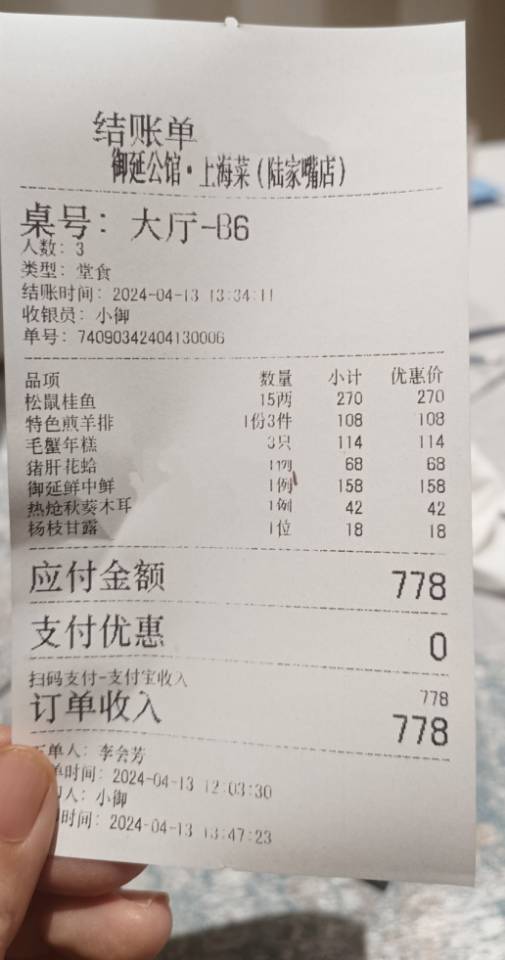 结账单
御延公馆·上海菜(陆家嘴店)
桌号: 大厅-B6
人数: 3
类型: 堂食
结账时间: 2024-04-13 13:34:11
收银员: 小御
单号: 74090342404130006
品项 数量 小计 优惠价
松鼠桂鱼 15两 270 270
特色煎羊排 1份3件 108 108
毛蟹年糕 3只 114 114
猪肝花蛤 1例 68 68
御延鲜中鲜 1例 158 158
热炝秋葵木耳 1例 42 42
杨枝甘露 1位 18 18
应付金额 778
支付优惠 0
扫码支付-支付宝收入 778
订单收入 778
下单人: 李会芳
单时间: 2024-04-13 12:03:30
人: 小御
时间: 2024-04-13 13:47:23